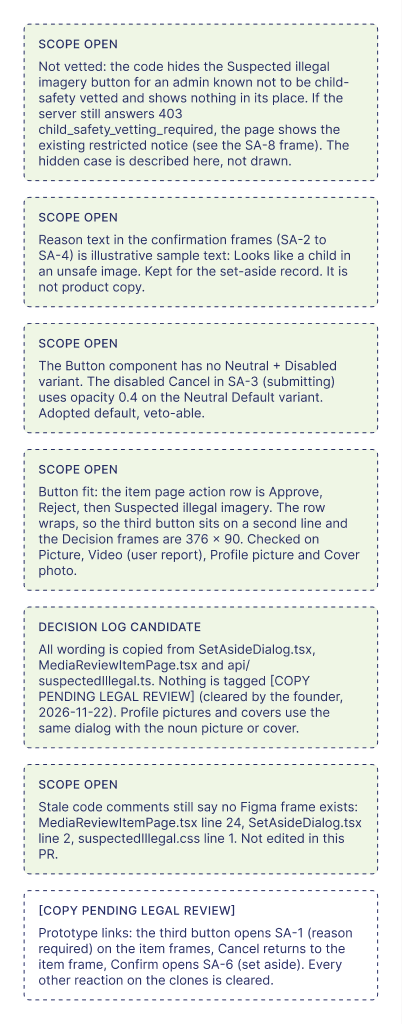 SCOPE OPEN
Not vetted: the code hides the Suspected illegal
imagery button for an admin known not to be child-
safety vetted and shows nothing in its place. If the
server still answers 403
child_safety_vetting_required, the page shows the
existing restricted notice (see the SA-8 frame). The
hidden case is described here, not drawn.
SCOPE OPEN
Reason text in the confirmation frames (SA-2 to
SA-4) is illustrative sample text: Looks like a child in
an unsafe image. Kept for the set-aside record. It is
not product copy.
SCOPE OPEN
The Button component has no Neutral + Disabled
variant. The disabled Cancel in SA-3 (submitting)
uses opacity 0.4 on the Neutral Default variant.
Adopted default, veto-able.
SCOPE OPEN
Button fit: the item page action row is Approve,
Reject, then Suspected illegal imagery. The row
wraps, so the third button sits on a second line and
the Decision frames are 376 × 90. Checked on
Picture, Video (user report), Profile picture and Cover
photo.
DECISION LOG CANDIDATE
All wording is copied from SetAsideDialog.tsx,
MediaReviewItemPage.tsx and api/
suspectedIllegal.ts. Nothing is tagged [COPY
PENDING LEGAL REVIEW] (cleared by the founder,
2026-11-22). Profile pictures and covers use the
same dialog with the noun picture or cover.
SCOPE OPEN
Stale code comments still say no Figma frame exists:
MediaReviewItemPage.tsx line 24, SetAsideDialog.tsx
line 2, suspectedIllegal.css line 1. Not edited in this
PR.
[COPY PENDING LEGAL REVIEW]
Prototype links: the third button opens SA-1 (reason
required) on the item frames, Cancel returns to the
item frame, Confirm opens SA-6 (set aside). Every
other reaction on the clones is cleared.